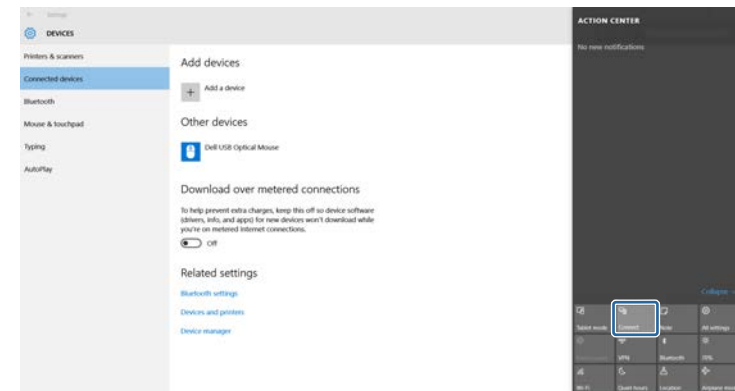 Settings
DEVICES
Printers & scanners
Connected devices
Bluetooth
Mouse & touchpad
Typing
AutoPlay
Add devices
Add a device
Other devices
Dell USB Optical Mouse
Download over metered connections
To help prevent extra charges, keep this off so device software
(drivers, info, and apps) for new devices won't download while
you're on metered Internet connections.
Off
Related settings
Bluetooth settings
Devices and printers
Device manager
ACTION CENTER
No new notifications
Collapse
Tablet mode Connect Note All settings
VPN Bluetooth
Wi-Fi Quiet hours Location Airplane mode